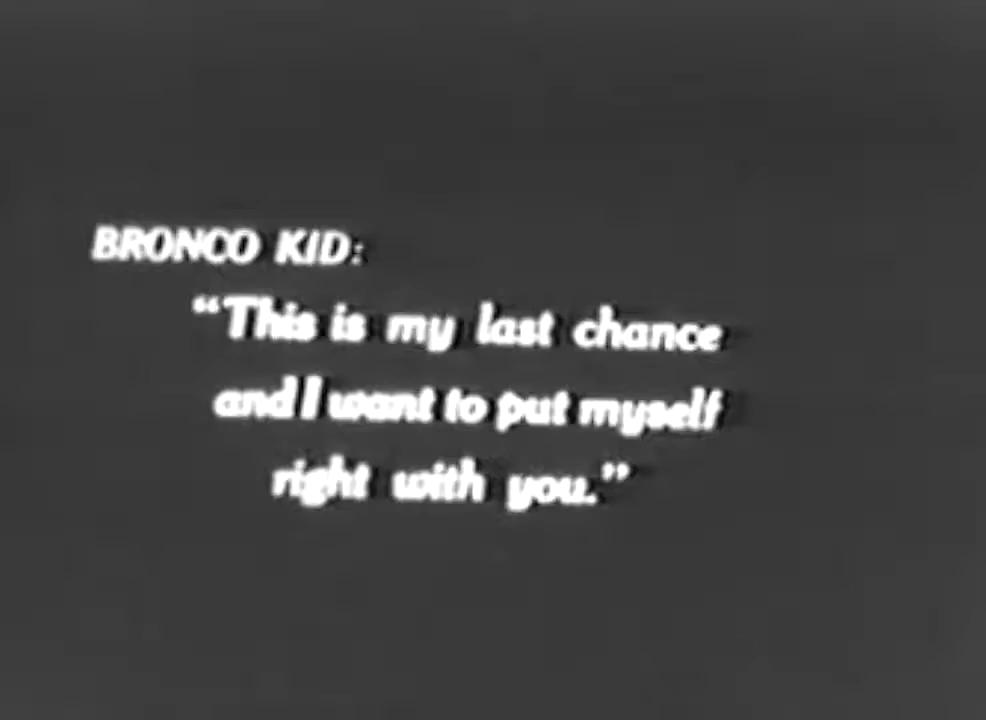 BRONCO KID:
“This is my last chance
and I want to put myself
right with you.”